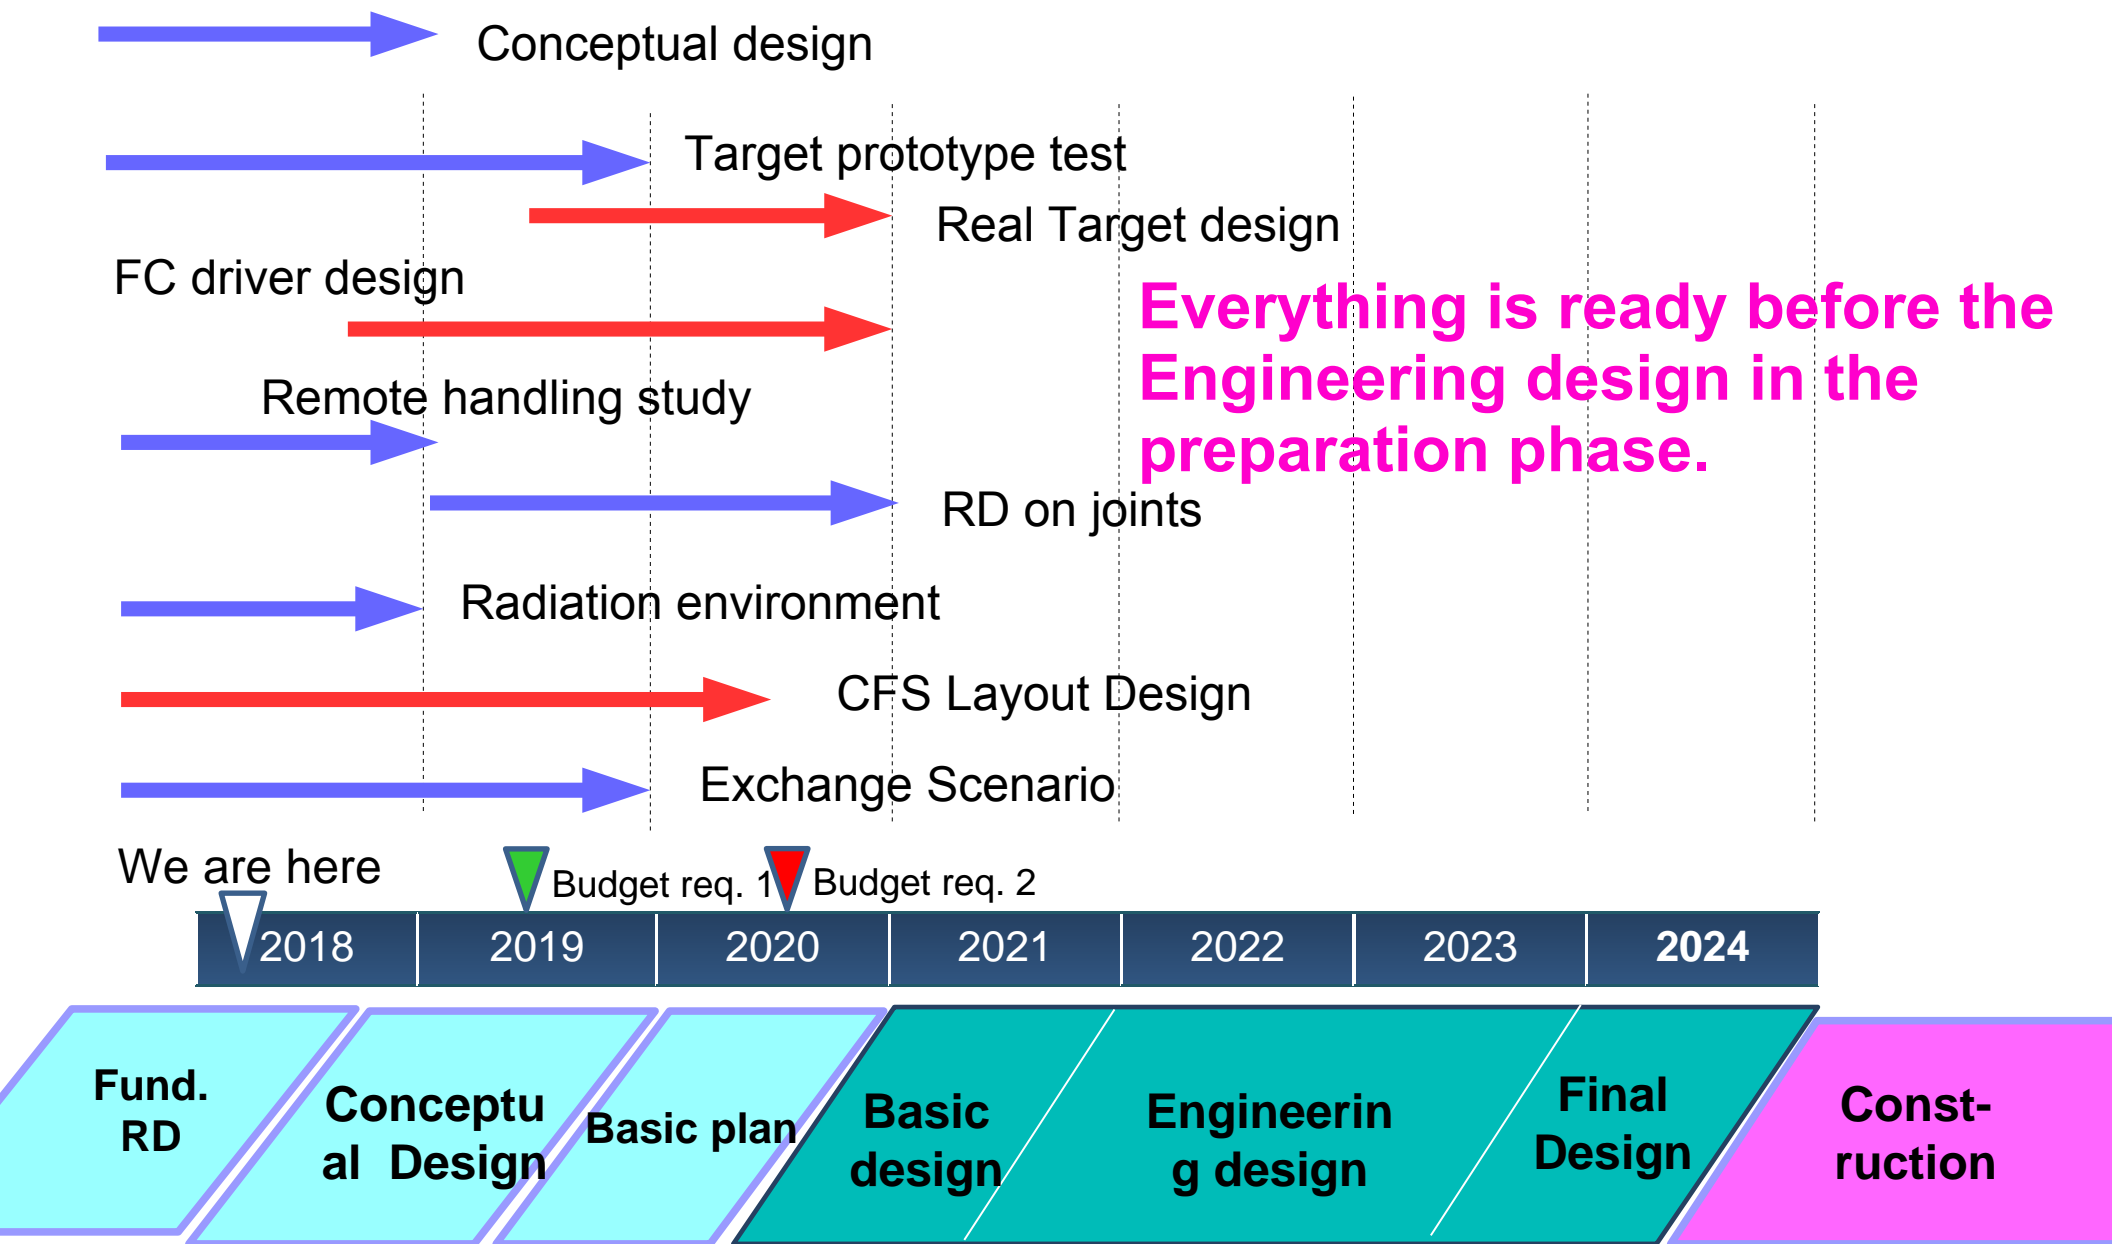 Conceptual design
Target prototype test
Real Target design
FC driver design
Everything is ready before the
Engineering design in the
preparation phase.
Remote handling study
RD on joints
Radiation environment
CFS Layout Design
Exchange Scenario
We are here
Budget req. 1
Budget req. 2
2018 2019 2020 2021 2022 2023 2024
Fund.
RD
Conceptu
al Design
Basic plan
Basic
design
Engineerin
g design
Final
Design
Const-
ruction